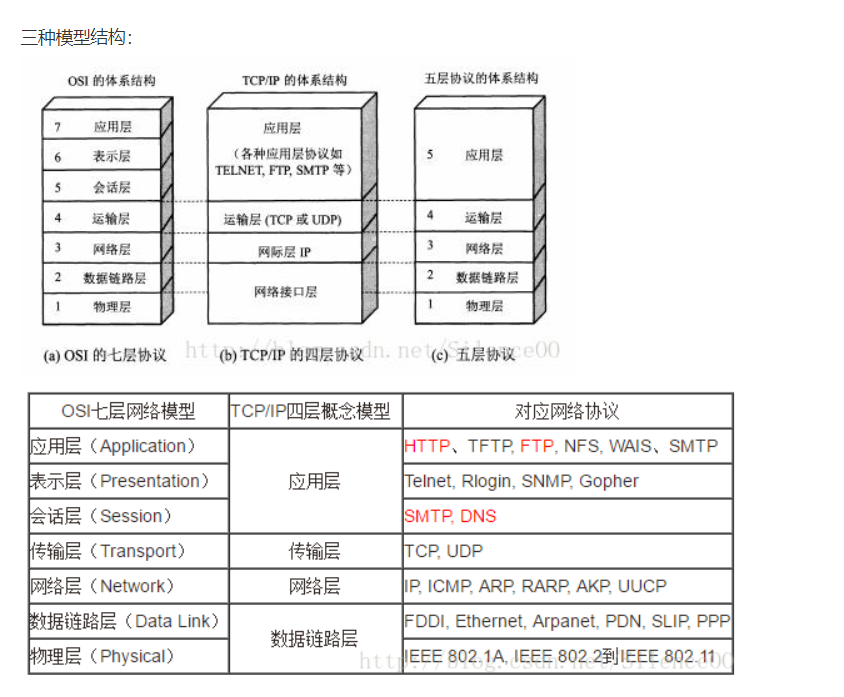 三种模型结构：
OSI 的体系结构 TCP/IP 的体系结构 五层协议的体系结构
7 应用层
6 表示层
5 会话层
4 运输层
3 网络层
2 数据链路层
1 物理层
应用层
（各种应用层协议如
TELNET, FTP, SMTP 等）
运输层 (TCP 或 UDP)
网际层 IP
网络接口层
5 应用层
4 运输层
3 网络层
2 数据链路层
1 物理层
(a) OSI 的七层协议 (b) TCP/IP 的四层协议 (c) 五层协议
http://blog.csdn.net/Silence00
OSI七层网络模型 TCP/IP四层概念模型 对应网络协议
应用层（Application） 应用层 HTTP、TFTP, FTP, NFS, WAIS、SMTP
表示层（Presentation） Telnet, Rlogin, SNMP, Gopher
会话层（Session） SMTP, DNS
传输层（Transport） 传输层 TCP, UDP
网络层（Network） 网络层 IP, ICMP, ARP, RARP, AKP, UUCP
数据链路层（Data Link） 数据链路层 FDDI, Ethernet, Arpanet, PDN, SLIP, PPP
物理层（Physical） IEEE 802.1A, IEEE 802.2到IEEE 802.11
http://blog.csdn.net/Silence00